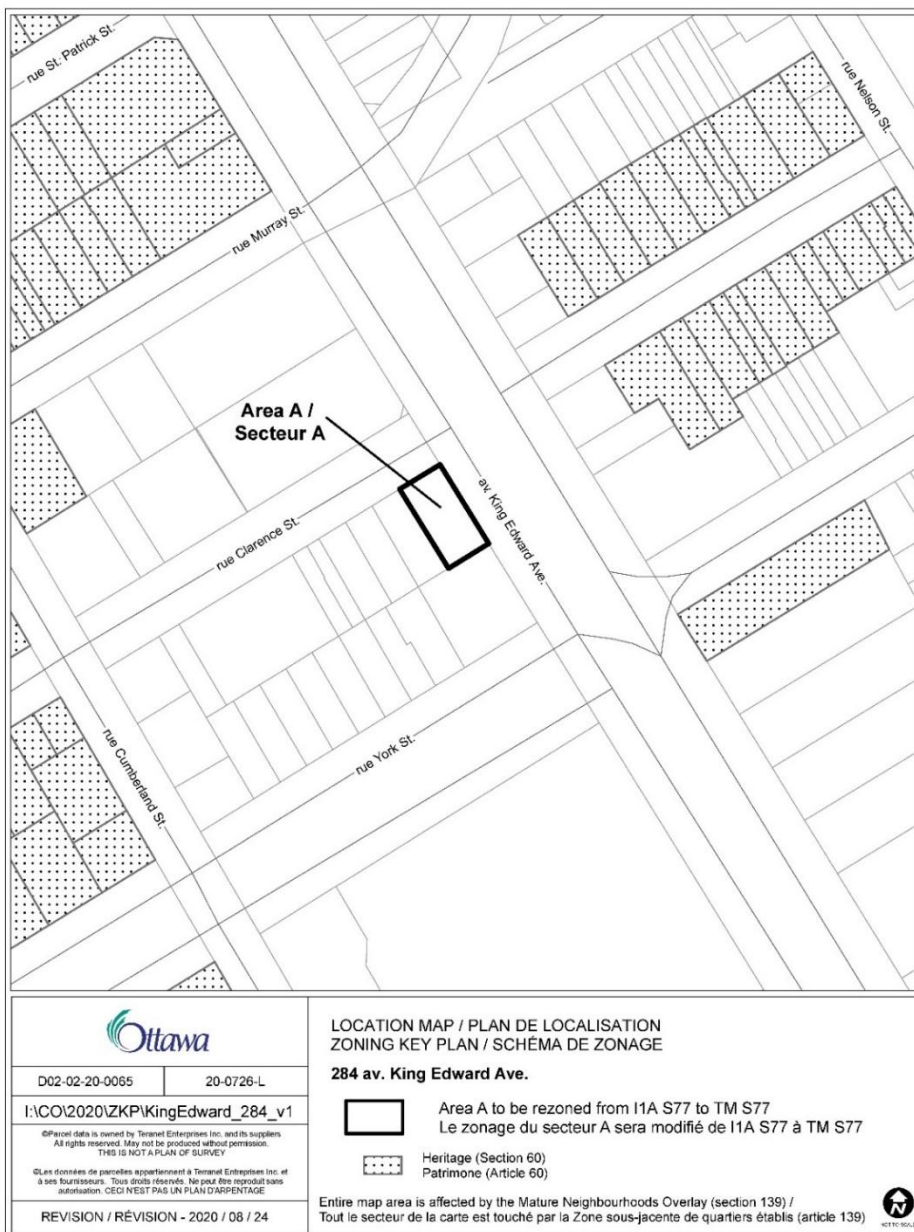 rue St. Patrick St.
rue Nelson St.
rue Murray St.
Area A /
Secteur A
av. King Edward Ave.
rue Clarence St.
rue Cumberland St.
rue York St.
Ottawa
D02-02-20-0065
20-0726-L
I:\CO\2020\ZKP\KingEdward_284_v1
©Parcel data is owned by Teranet Enterprises Inc. and its suppliers
All rights reserved. May not be produced without permission.
THIS IS NOT A PLAN OF SURVEY
©Les données de parcelles appartiennent à Terranet Entreprises Inc. et
à ses fournisseurs. Tous droits réservés. Ne peut être reproduit sans
autorisation. CECI N'EST PAS UN PLAN D'ARPENTAGE
REVISION / RÉVISION - 2020 / 08 / 24
LOCATION MAP / PLAN DE LOCALISATION
ZONING KEY PLAN / SCHÉMA DE ZONAGE
284 av. King Edward Ave.
Area A to be rezoned from I1A S77 to TM S77
Le zonage du secteur A sera modifié de I1A S77 à TM S77
Heritage (Section 60)
Patrimone (Article 60)
Entire map area is affected by the Mature Neighbourhoods Overlay (section 139) /
Tout le secteur de la carte est touché par la Zone sous-jacente de quartiers établis (article 139)
N
NOT TO SCALE